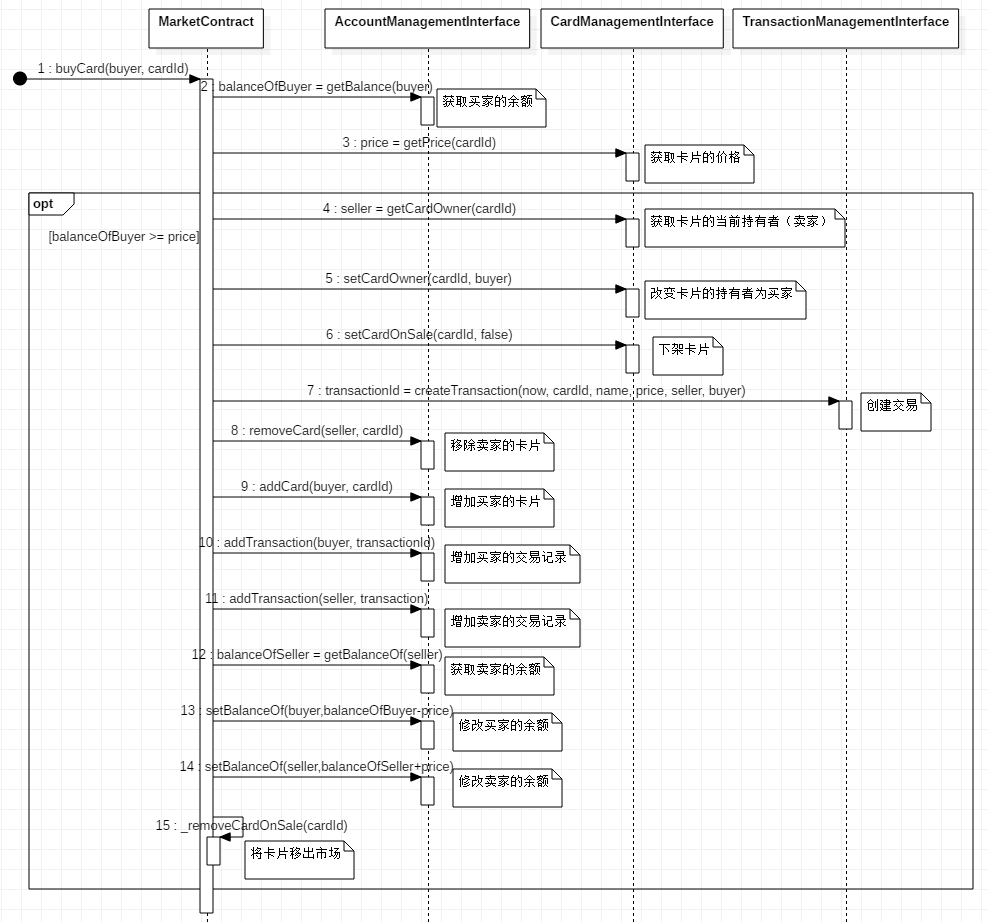 MarketContract
AccountManagementInterface
CardManagementInterface
TransactionManagementInterface
1 : buyCard(buyer, cardId)
2 : balanceOfBuyer = getBalance(buyer)
获取买家的余额
3 : price = getPrice(cardId)
获取卡片的价格
opt
4 : seller = getCardOwner(cardId)
获取卡片的当前持有者（卖家）
[balanceOfBuyer >= price]
5 : setCardOwner(cardId, buyer)
改变卡片的持有者为买家
6 : setCardOnSale(cardId, false)
下架卡片
7 : transactionId = createTransaction(now, cardId, name, price, seller, buyer)
创建交易
8 : removeCard(seller, cardId)
移除卖家的卡片
9 : addCard(buyer, cardId)
增加买家的卡片
10 : addTransaction(buyer, transactionId)
增加买家的交易记录
11 : addTransaction(seller, transaction)
增加卖家的交易记录
12 : balanceOfSeller = getBalanceOf(seller)
获取卖家的余额
13 : setBalanceOf(buyer,balanceOfBuyer-price)
修改买家的余额
14 : setBalanceOf(seller,balanceOfSeller+price)
修改卖家的余额
15 : _removeCardOnSale(cardId)
将卡片移出市场